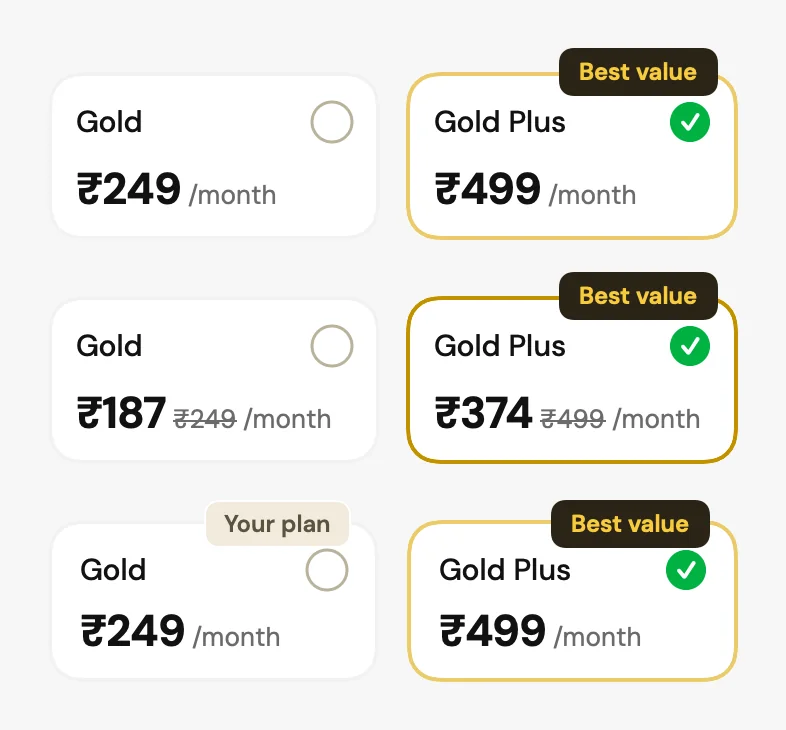 Best value
Gold
Gold Plus
₹249 /month
₹499 /month
Best value
Gold
Gold Plus
₹187 ₹249 /month
₹374 ₹499 /month
Your plan
Best value
Gold
Gold Plus
₹249 /month
₹499 /month